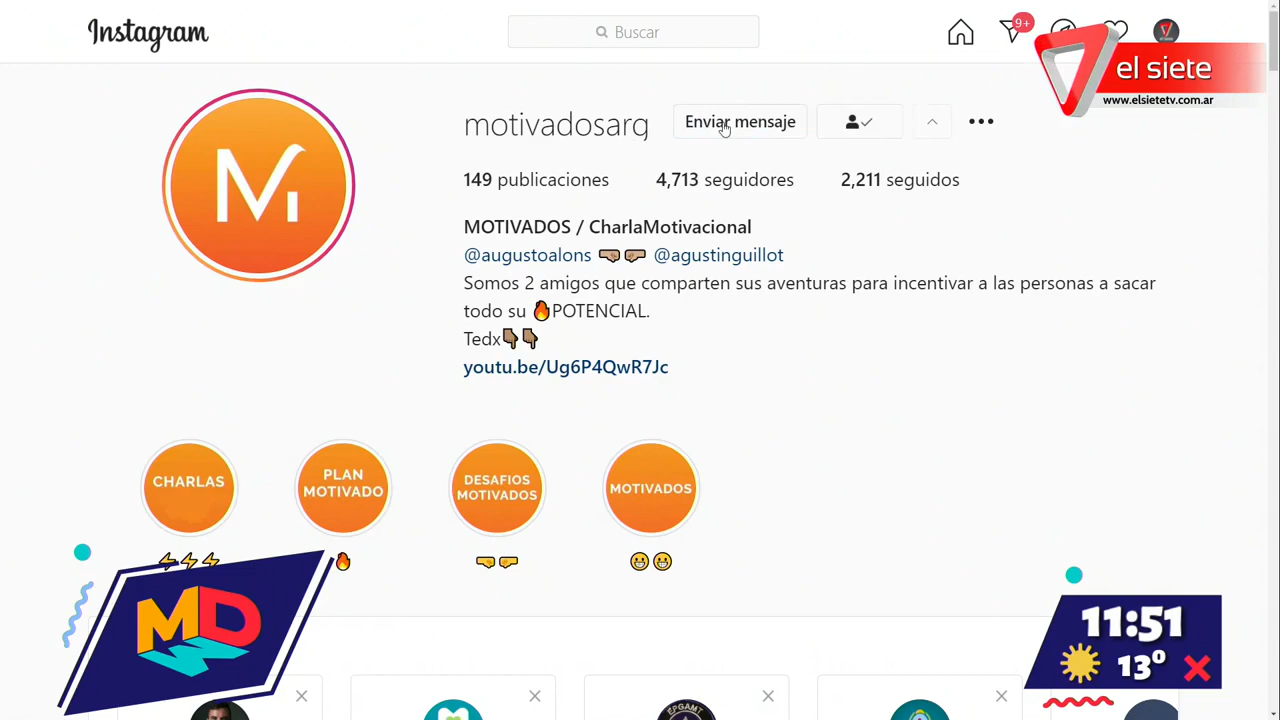 Instagram
Buscar
9+
el siete
www.elsietetv.com.ar
motivadosarg
Enviar mensaje
149 publicaciones
4,713 seguidores
2,211 seguidos
MOTIVADOS / CharlaMotivacional
@augustoalons 🤜🏼🤛🏼 @agustinguillot
Somos 2 amigos que comparten sus aventuras para incentivar a las personas a sacar
todo su 🔥POTENCIAL.
Tedx👇🏽👇🏽
youtu.be/Ug6P4QwR7Jc
M
CHARLAS
PLAN
MOTIVADO
DESAFIOS
MOTIVADOS
MOTIVADOS
⚡⚡⚡
🔥
🤜🤛
😀😀
MD
11:51
13º